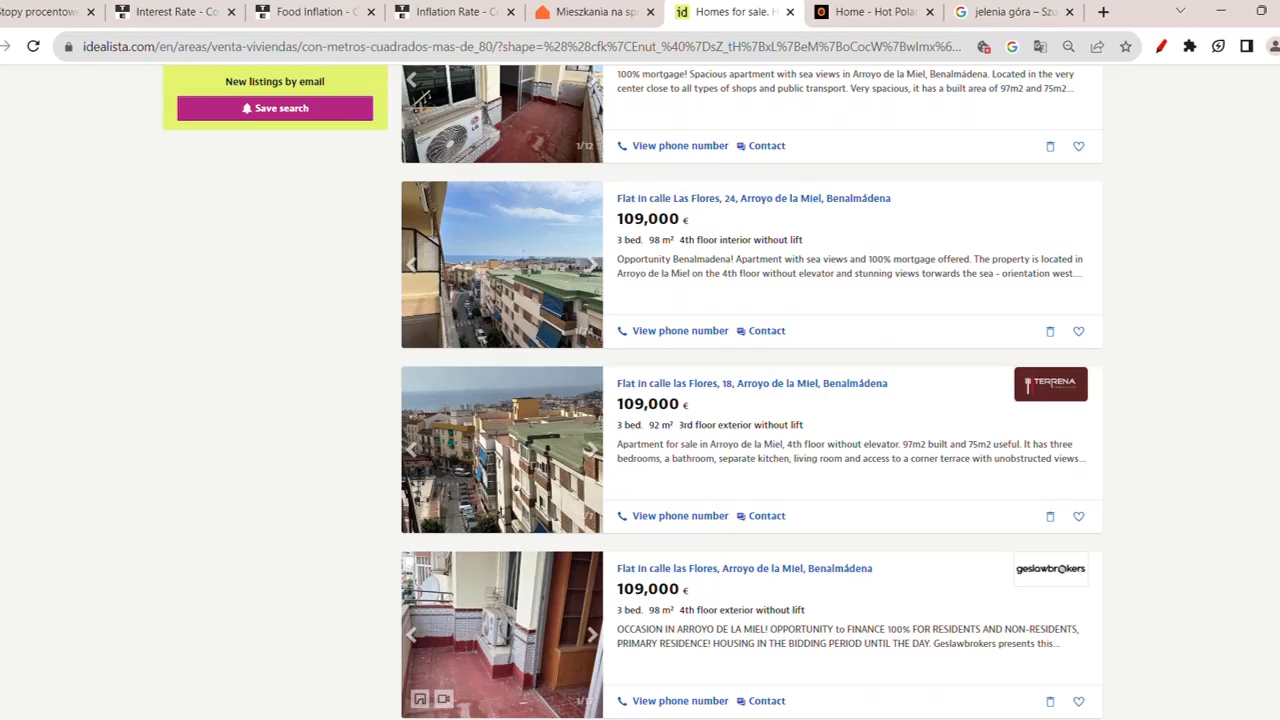 Stopy procentow
Interest Rate - Co
Food Inflation - C
Inflation Rate - Ca
Mieszkania na sp
Homes for sale. H
Home - Hot Pola
jelenia góra – Szu
idealista.com/en/areas/venta-viviendas/con-metros-cuadrados-mas-de_80/?shape=%28%28cfk%7CEnut_%40%7DsZ_tH%7BxL%7BeM%7BoCocW%7BwImx%6...
New listings by email
Save search
100% mortgage! Spacious apartment with sea views in Arroyo de la Miel, Benalmádena. Located in the very
center close to all types of shops and public transport. Very spacious, it has a built area of 97m2 and 75m2...
1/12
View phone number Contact
Flat in calle Las Flores, 24, Arroyo de la Miel, Benalmádena
109,000 €
3 bed. 98 m² 4th floor interior without lift
Opportunity Benalmadena! Apartment with sea views and 100% mortgage offered. The property is located in
Arroyo de la Miel on the 4th floor without elevator and stunning views torwards the sea - orientation west....
1/24
View phone number Contact
Flat in calle las Flores, 18, Arroyo de la Miel, Benalmádena
TERRENA
109,000 €
3 bed. 92 m² 3rd floor exterior without lift
Apartment for sale in Arroyo de la Miel, 4th floor without elevator. 97m2 built and 75m2 useful. It has three
bedrooms, a bathroom, separate kitchen, living room and access to a corner terrace with unobstructed views...
View phone number Contact
Flat in calle las Flores, Arroyo de la Miel, Benalmádena
geslawbrokers
109,000 €
3 bed. 98 m² 4th floor exterior without lift
OCCASION IN ARROYO DE LA MIEL! OPPORTUNITY to FINANCE 100% FOR RESIDENTS AND NON-RESIDENTS,
PRIMARY RESIDENCE! HOUSING IN THE BIDDING PERIOD UNTIL THE DAY. Geslawbrokers presents this...
View phone number Contact